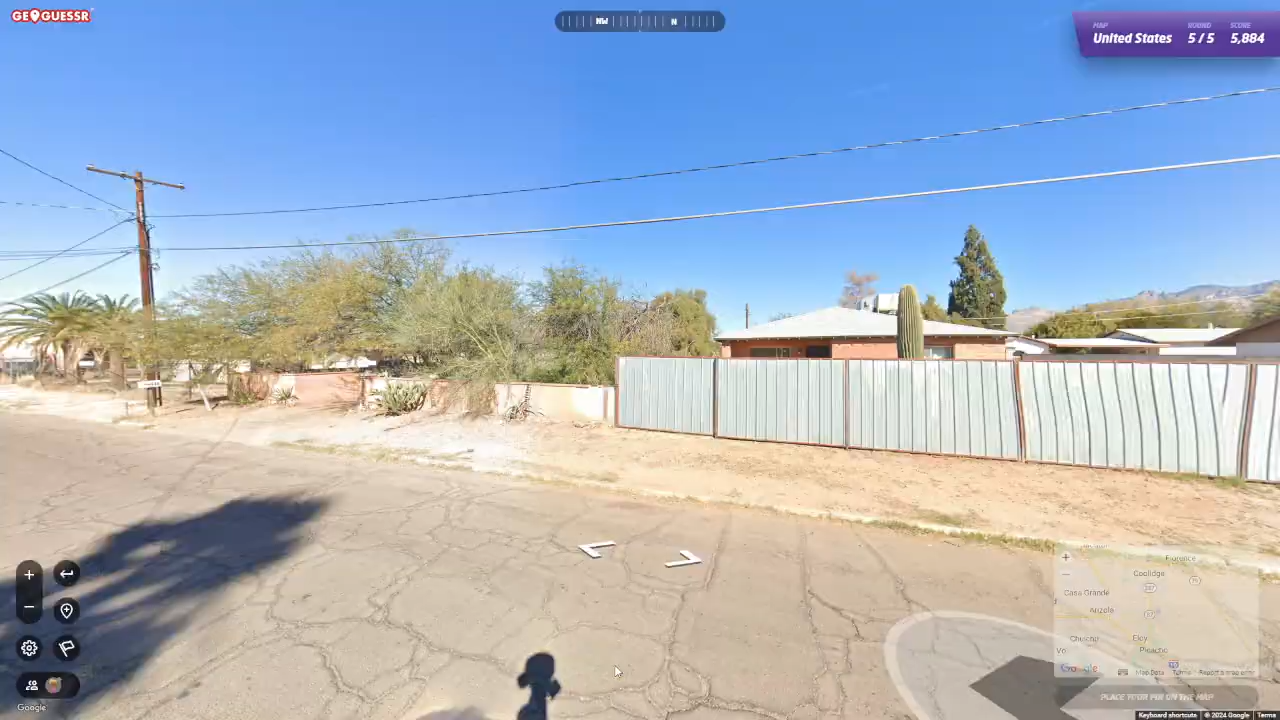 GEOGUESSR
NW N
MAP ROUND SCORE
United States 5 / 5 5,884
Florence
Coolidge
Casa Grande
Arizola
Eloy
Picacho
Google
Map Data Terms Report a map error
PLACE YOUR PIN ON THE MAP
Google
Keyboard shortcuts © 2024 Google Terms